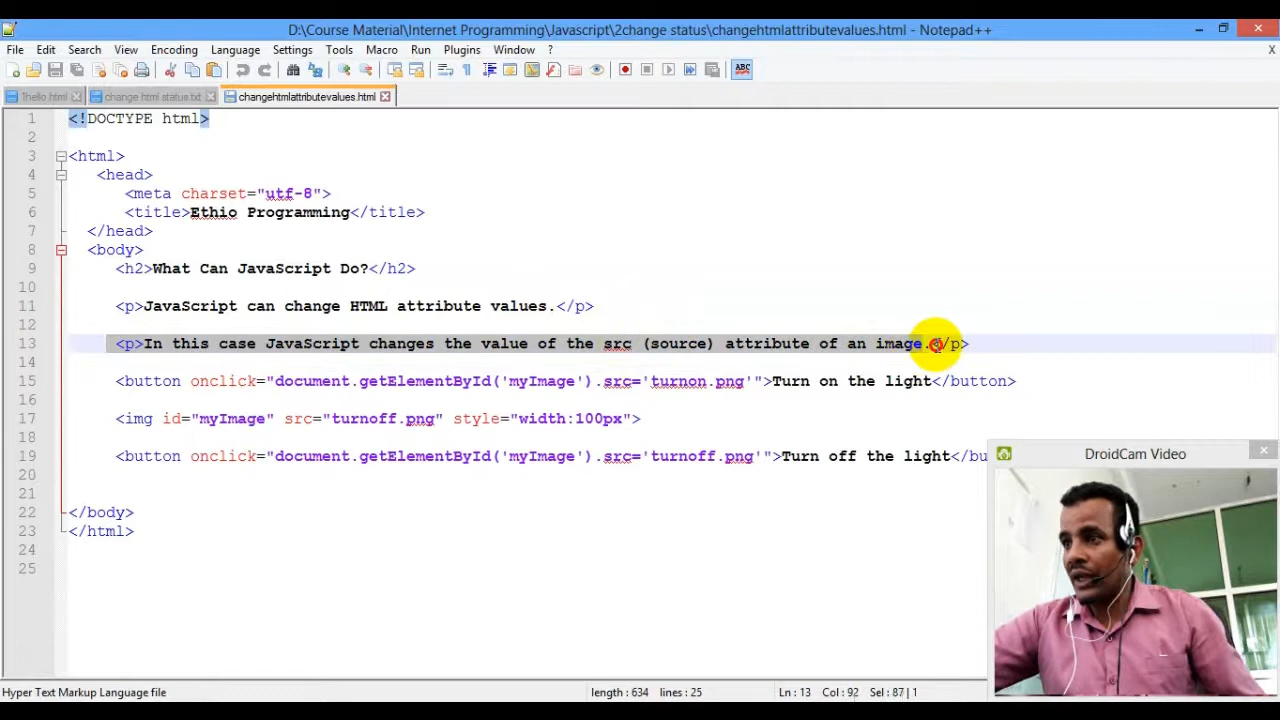 D:\Course Material\Internet Programming\Javascript\2change status\changehtmlattributevalues.html - Notepad++
File Edit Search View Encoding Language Settings Tools Macro Run Plugins Window ? X
1hello.html change html status.txt changehtmlattributevalues.html
1 <!DOCTYPE html>
2
3 <html>
4 <head>
5 <meta charset="utf-8">
6 <title>Ethio Programming</title>
7 </head>
8 <body>
9 <h2>What Can JavaScript Do?</h2>
10
11 <p>JavaScript can change HTML attribute values.</p>
12
13 <p>In this case JavaScript changes the value of the src (source) attribute of an image.</p>
14
15 <button onclick="document.getElementById('myImage').src='turnon.png'">Turn on the light</button>
16
17 <img id="myImage" src="turnoff.png" style="width:100px">
18
19 <button onclick="document.getElementById('myImage').src='turnoff.png'">Turn off the light</bu
20
21
22 </body>
23 </html>
24
25
DroidCam Video
Hyper Text Markup Language file length : 634 lines : 25 Ln : 13 Col : 92 Sel : 87 | 1